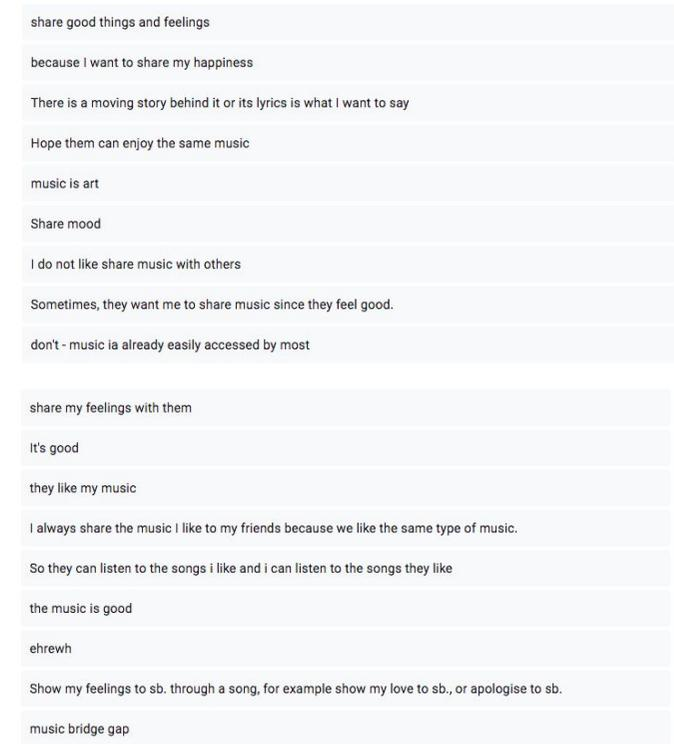 share good things and feelings
because I want to share my happiness
There is a moving story behind it or its lyrics is what I want to say
Hope them can enjoy the same music
music is art
Share mood
I do not like share music with others
Sometimes, they want me to share music since they feel good.
don't - music ia already easily accessed by most
share my feelings with them
It's good
they like my music
I always share the music I like to my friends because we like the same type of music.
So they can listen to the songs i like and i can listen to the songs they like
the music is good
ehrewh
Show my feelings to sb. through a song, for example show my love to sb., or apologise to sb.
music bridge gap